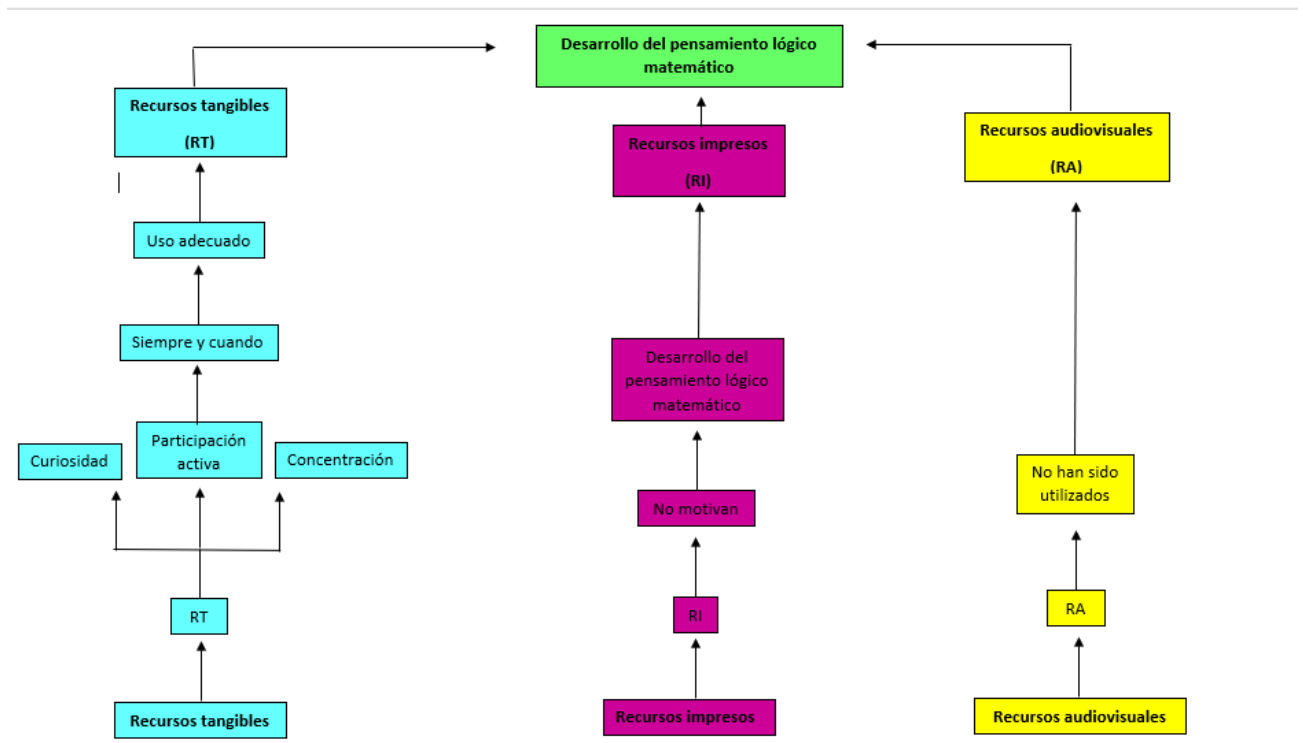 Desarrollo del pensamiento lógico
matemático
Recursos tangibles
(RT)
Recursos impresos
(RI)
Recursos audiovisuales
(RA)
Uso adecuado
Siempre y cuando
Desarrollo del
pensamiento lógico
matemático
Curiosidad
Participación
activa
Concentración
No han sido
utilizados
No motivan
RT
RI
RA
Recursos tangibles
Recursos impresos
Recursos audiovisuales